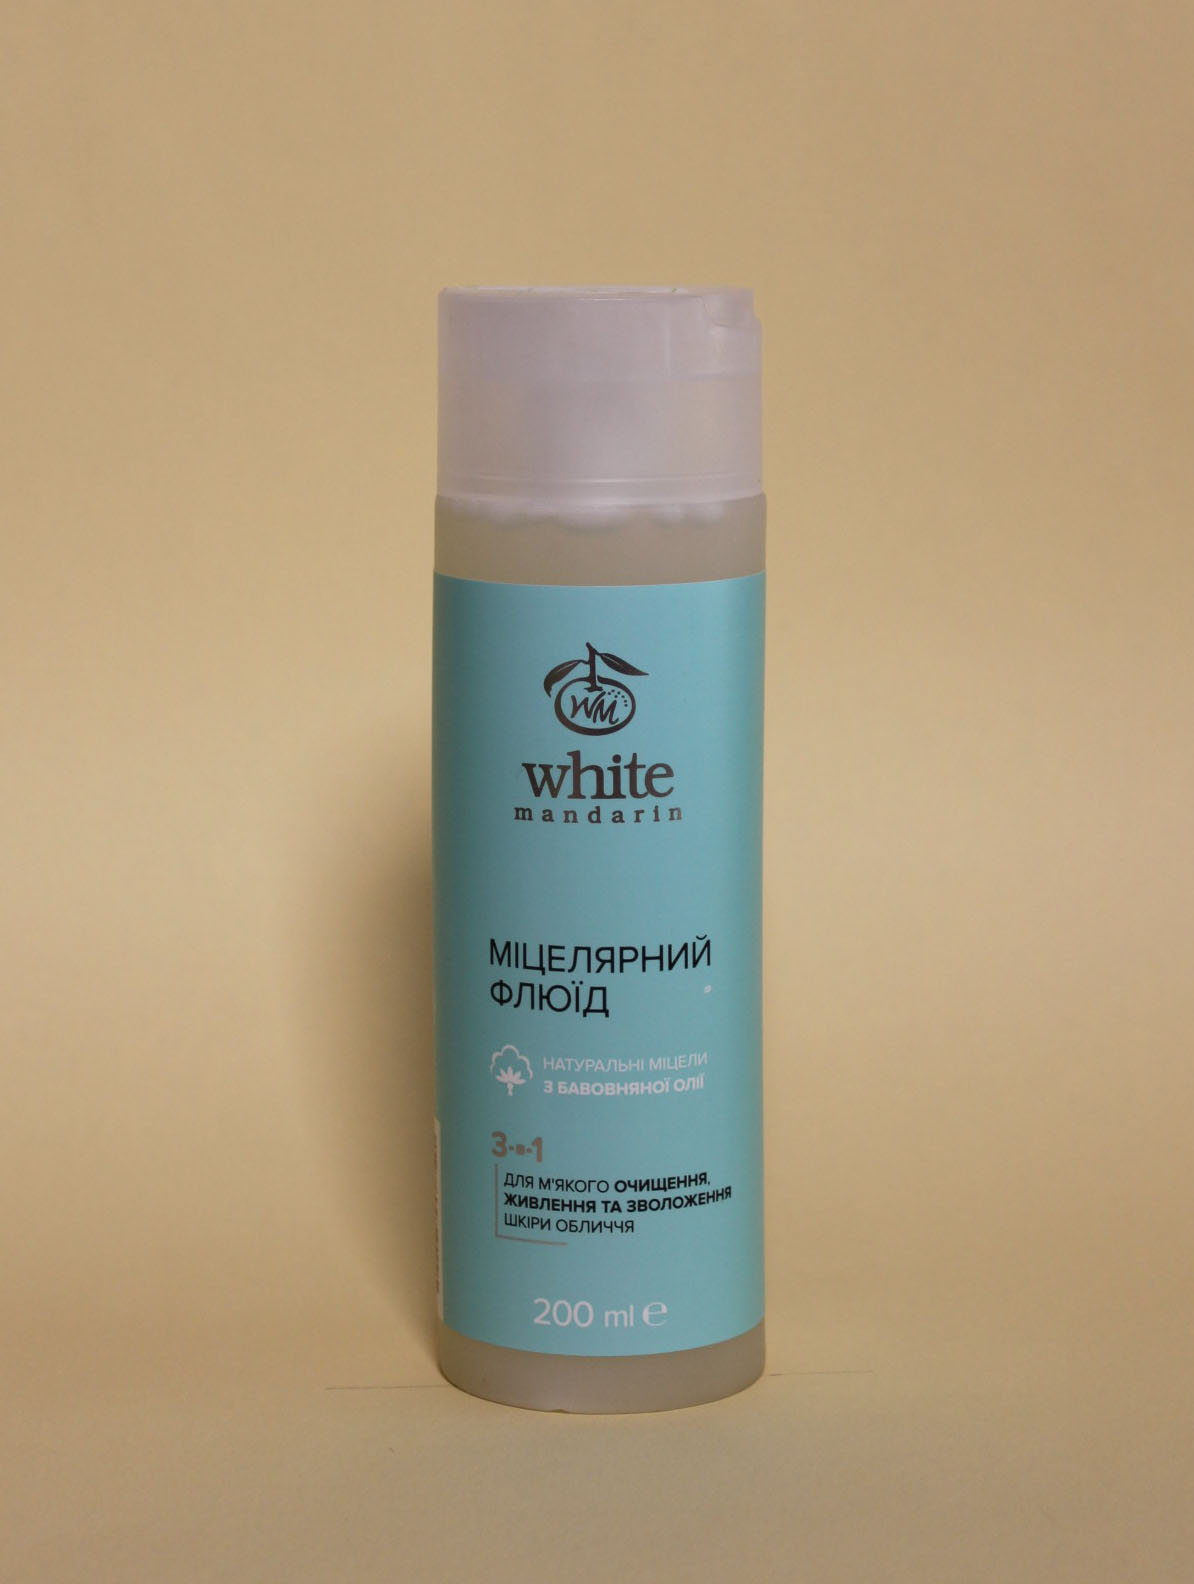 WM
white
mandarin
МІЦЕЛЯРНИЙ
ФЛЮЇД
НАТУРАЛЬНІ МІЦЕЛИ
З БАВОВНЯНОЇ ОЛІЇ
3-в-1
ДЛЯ М'ЯКОГО ОЧИЩЕННЯ,
ЖИВЛЕННЯ ТА ЗВОЛОЖЕННЯ
ШКІРИ ОБЛИЧЧЯ
200 ml ℮